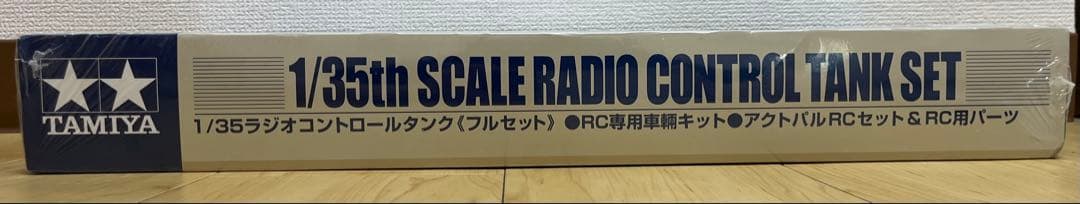 TAMIYA
1/35th SCALE RADIO CONTROL TANK SET
1/35ラジオコントロールタンク《フルセット》 ●RC専用車輛キット●アクトパルRCセット&RC用パーツ